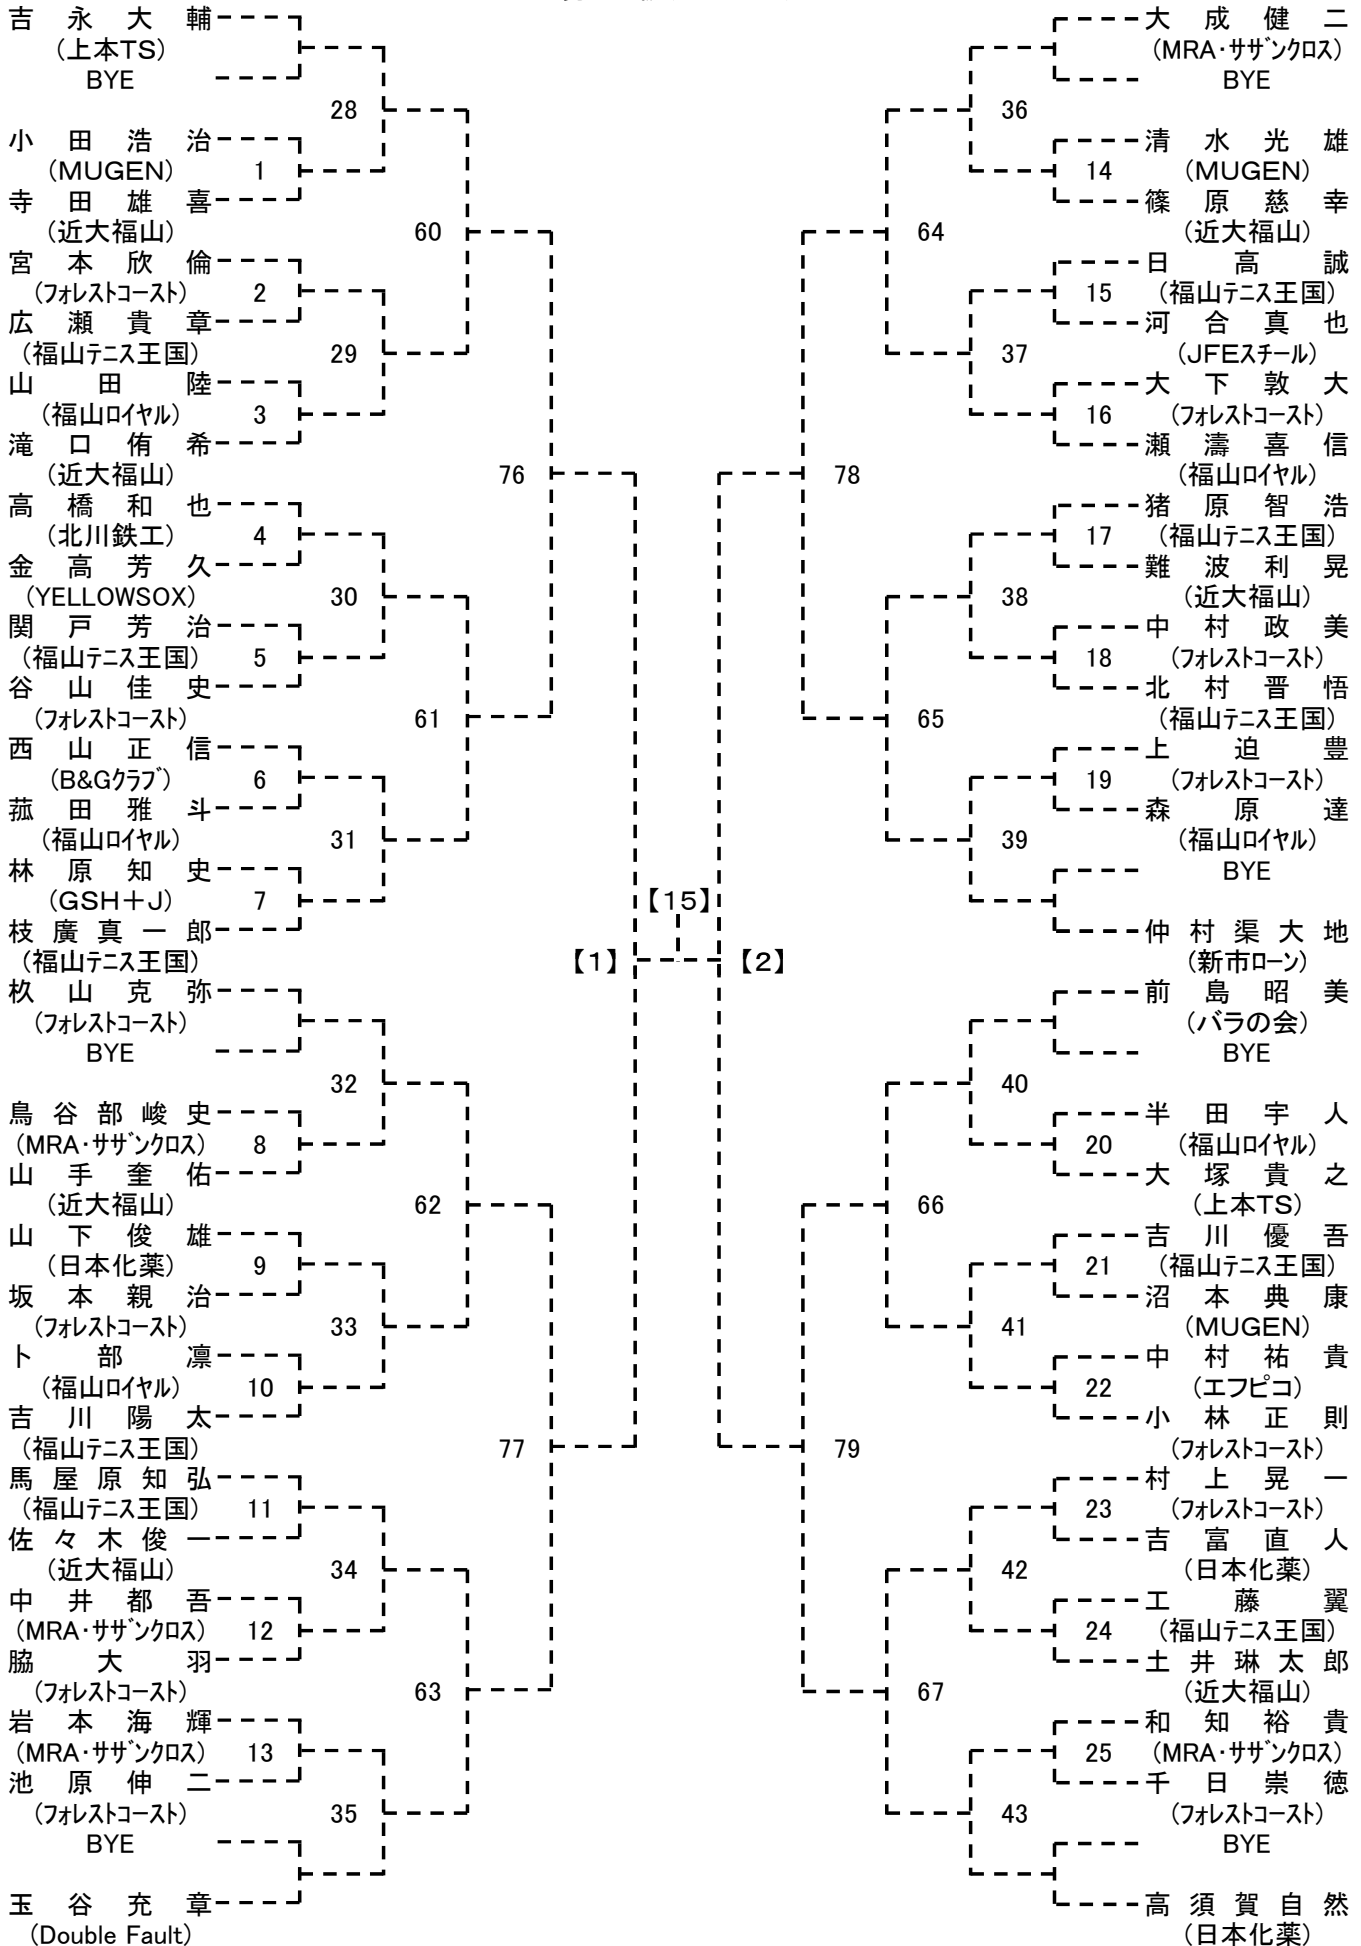 吉永大輔
(上本TS)
BYE
28
小田浩治
(MUGEN)
1
寺田雄喜
(近大福山)
60
宮本欣倫
(フォレストコースト)
2
広瀬貴章
(福山テニス王国)
29
山田陸
(福山ロイヤル)
3
滝口侑希
(近大福山)
76
高橋和也
(北川鉄工)
4
金高芳久
(YELLOWSOX)
30
関戸芳治
(福山テニス王国)
5
谷山佳史
(フォレストコースト)
61
西山正信
(B&Gクラブ)
6
菰田雅斗
(福山ロイヤル)
31
林原知史
(GSH+J)
7
枝廣真一郎
(福山テニス王国)
杁山克弥
(フォレストコースト)
BYE
32
鳥谷部峻史
(MRA・サザンクロス)
8
山手奎佑
(近大福山)
62
山下俊雄
(日本化薬)
9
坂本親治
(フォレストコースト)
33
卜部凛
(福山ロイヤル)
10
吉川陽太
(福山テニス王国)
77
馬屋原知弘
(福山テニス王国)
11
佐々木俊一
(近大福山)
34
中井都吾
(MRA・サザンクロス)
12
脇大羽
(フォレストコースト)
63
岩本海輝
(MRA・サザンクロス)
13
池原伸二
(フォレストコースト)
35
BYE
玉谷充章
(Double Fault)
【15】
【1】
【2】
大成健二
(MRA・サザンクロス)
BYE
36
清水光雄
14
(MUGEN)
篠原慈幸
(近大福山)
64
日高誠
15
(福山テニス王国)
河合真也
37
(JFEスチール)
大下敦大
16
(フォレストコースト)
瀬濤喜信
(福山ロイヤル)
78
猪原智浩
17
(福山テニス王国)
難波利晃
38
(近大福山)
中村政美
18
(フォレストコースト)
北村晋悟
(福山テニス王国)
65
上迫豊
19
(フォレストコースト)
森原達
39
(福山ロイヤル)
BYE
仲村渠大地
(新市ローン)
前島昭美
(バラの会)
BYE
40
半田宇人
20
(福山ロイヤル)
大塚貴之
(上本TS)
66
吉川優吾
21
(福山テニス王国)
沼本典康
41
(MUGEN)
中村祐貴
22
(エフピコ)
小林正則
(フォレストコースト)
79
村上晃一
23
(フォレストコースト)
吉富直人
42
(日本化薬)
工藤翼
24
(福山テニス王国)
土井琳太郎
(近大福山)
67
和知裕貴
25
(MRA・サザンクロス)
千日崇徳
43
(フォレストコースト)
BYE
高須賀自然
(日本化薬)